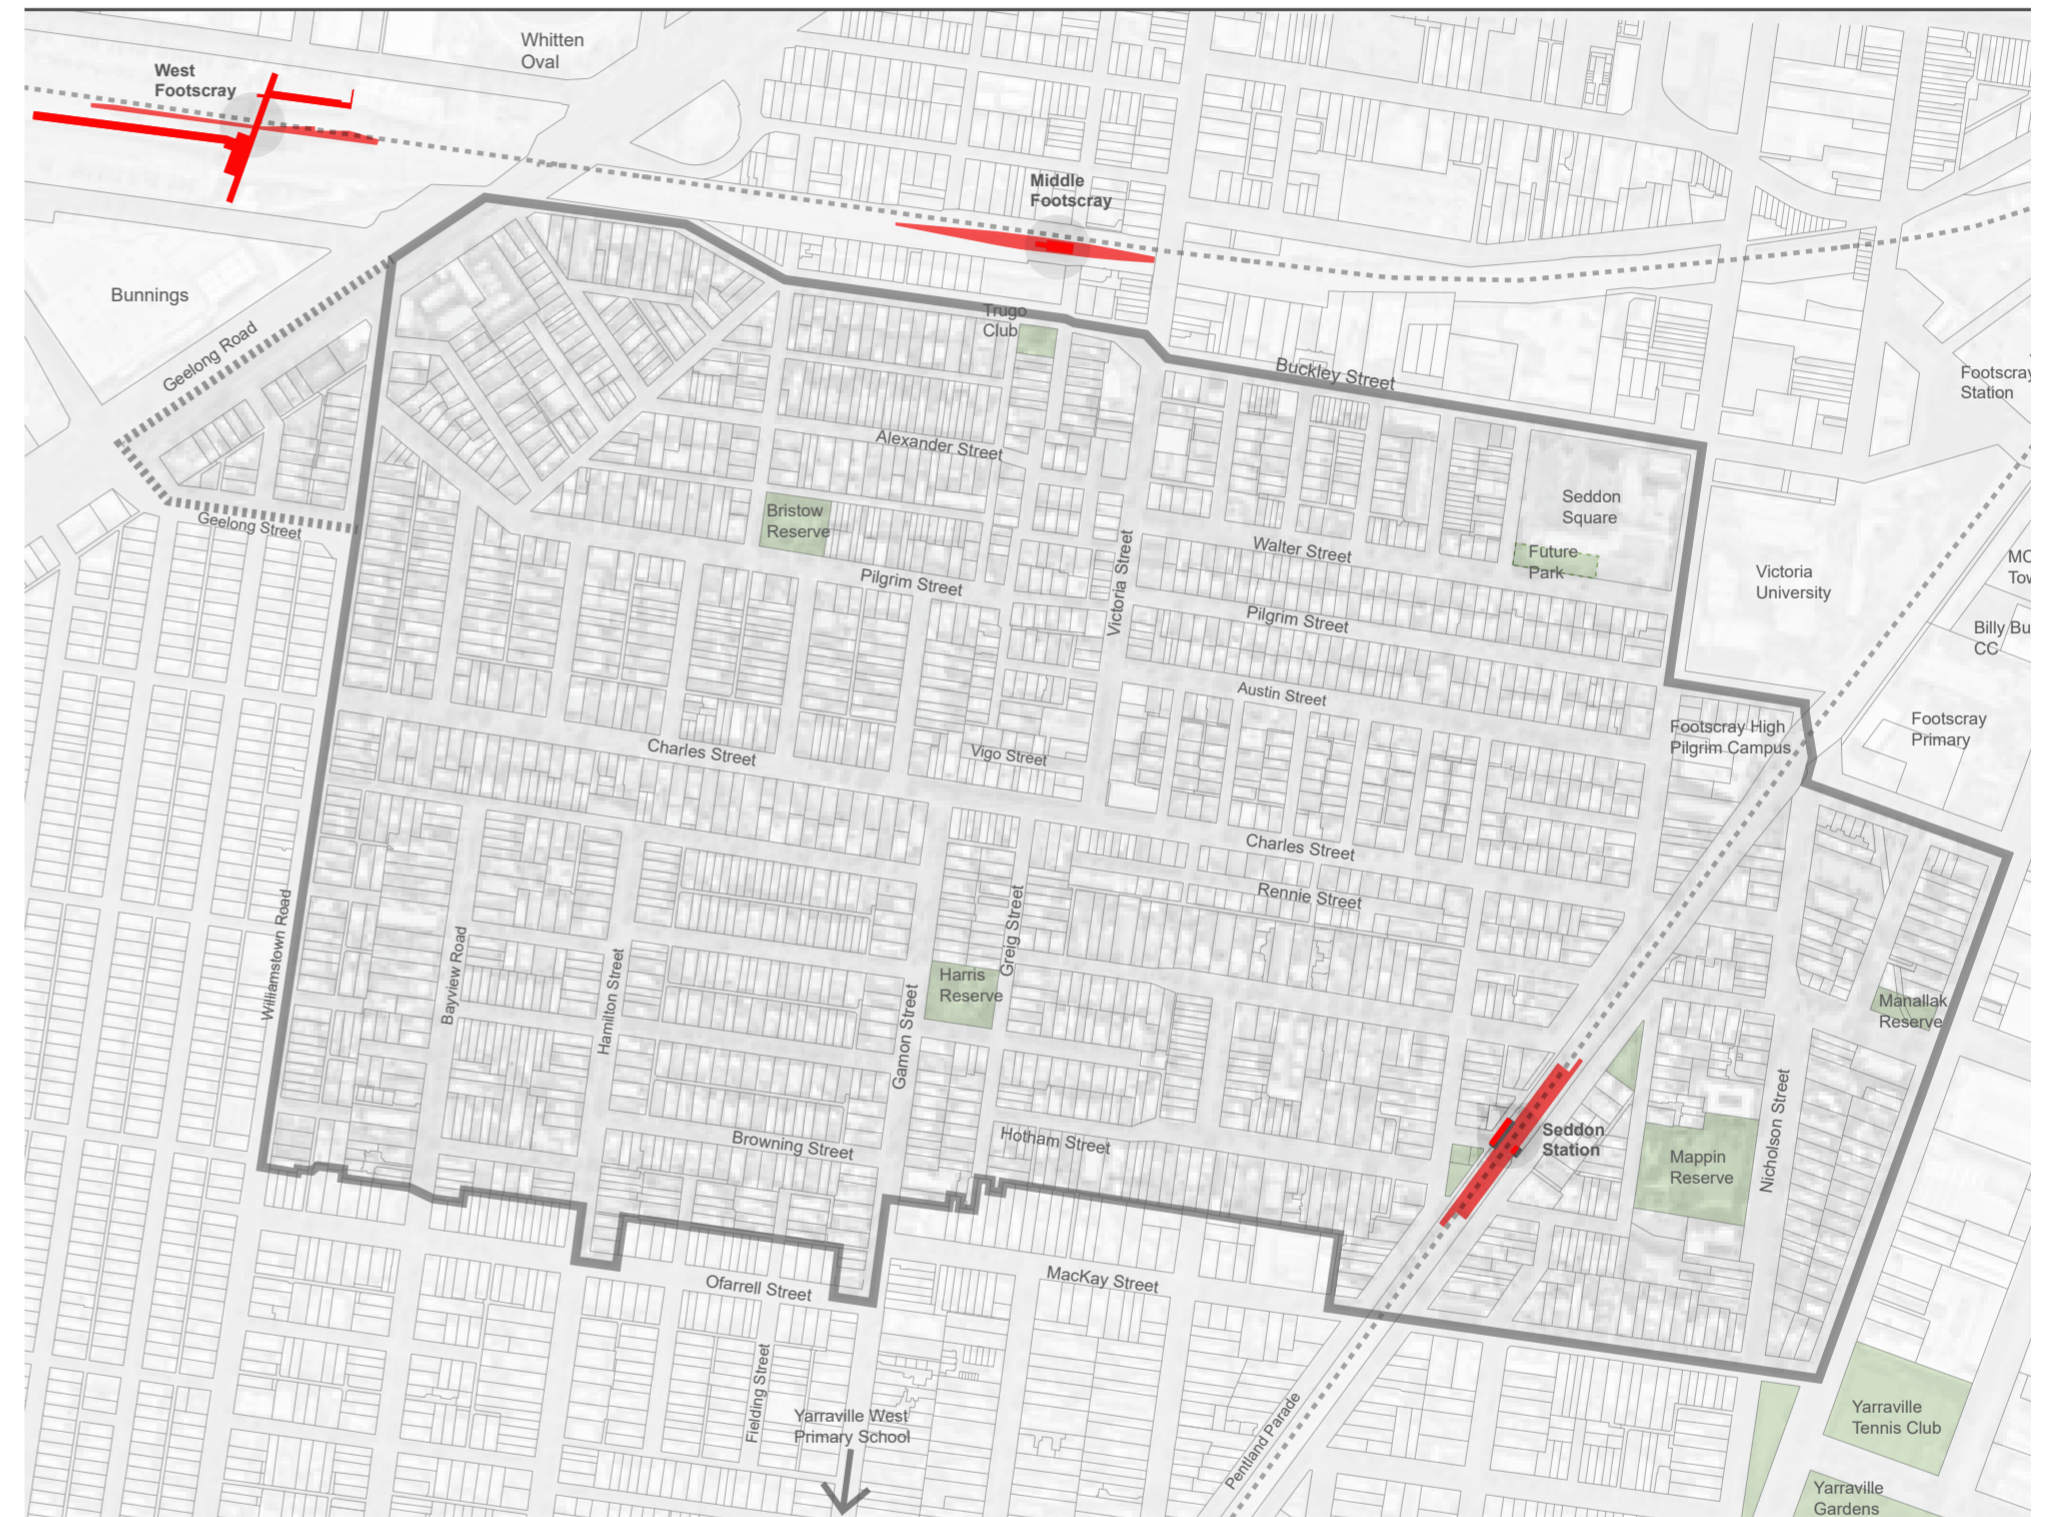 Whitten
Oval
West
Footscray
Middle
Footscray
Bunnings
Geelong Road
Trugo
Club
Buckley Street
Footscray
Station
Alexander Street
Seddon
Square
Bristow
Reserve
Geelong Street
Victoria Street
Walter Street
Future
Park
Victoria
University
Pilgrim Street
Pilgrim Street
Billy Bu
CC
Austin Street
Footscray High
Pilgrim Campus
Footscray
Primary
Charles Street
Vigo Street
Charles Street
Rennie Street
Williamstown Road
Bayview Road
Hamilton Street
Gamon Street
Greig Street
Harris
Reserve
Manallak
Reserve
Nicholson Street
Browning Street
Hotham Street
Seddon
Station
Mappin
Reserve
Ofarrell Street
MacKay Street
Fielding Street
Yarraville West
Primary School
Pentland Parade
Yarraville
Tennis Club
Yarraville
Gardens